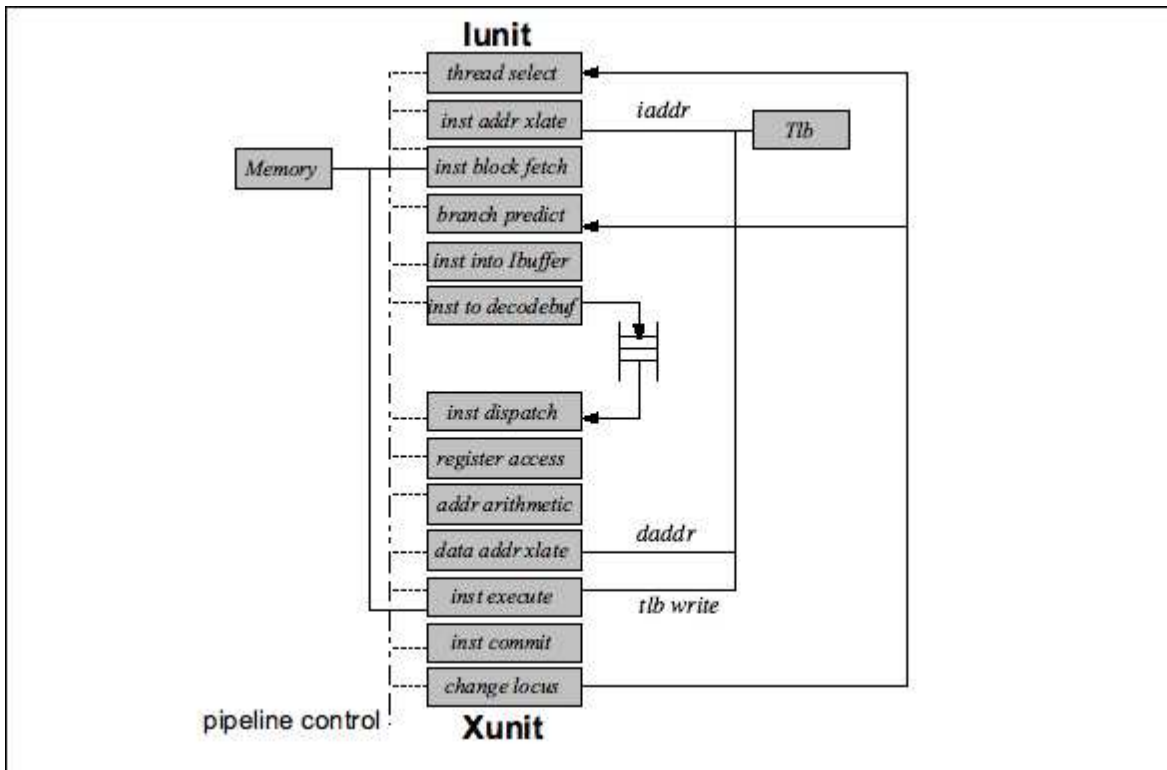 Iunit
thread select
inst addr xlate
iaddr
Tlb
Memory
inst block fetch
branch predict
inst into Ibuffer
inst to decodebuf
inst dispatch
register access
addr arithmetic
data addr xlate
daddr
inst execute
tlb write
inst commit
change locus
pipeline control
Xunit